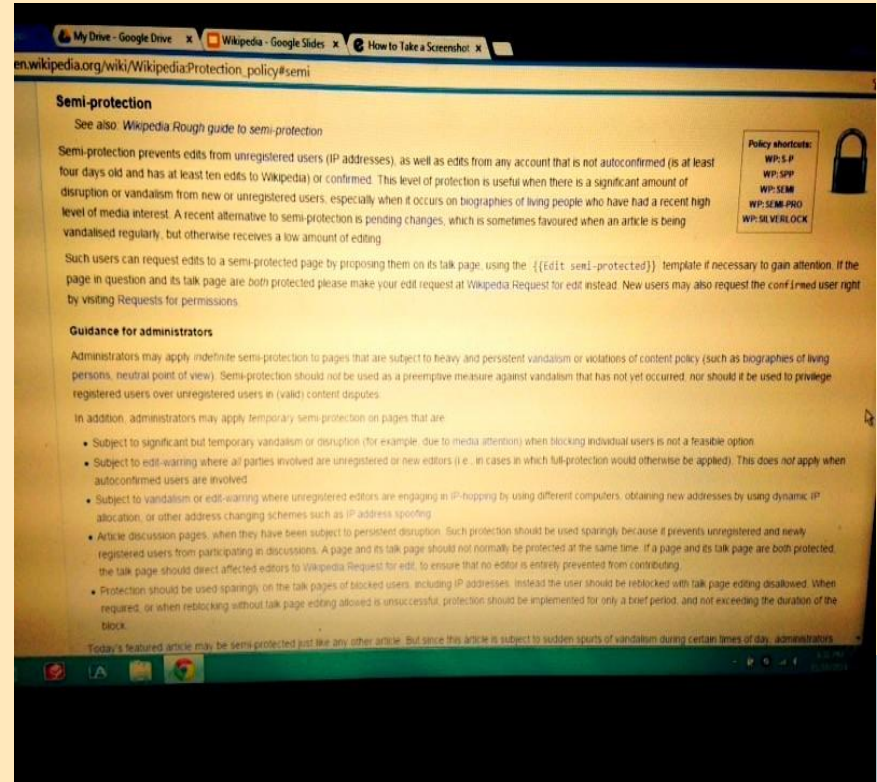 My Drive - Google Drive x
Wikipedia - Google Slides x
How to Take a Screenshot x
en.wikipedia.org/wiki/Wikipedia:Protection_policy#semi
Semi-protection
See also: Wikipedia:Rough guide to semi-protection
Policy shortcuts:
WP:S-P
WP:SPP
WP:SEMI
WP:SEMI-PRO
WP:SILVERLOCK
Semi-protection prevents edits from unregistered users (IP addresses), as well as edits from any account that is not autoconfirmed (is at least
four days old and has at least ten edits to Wikipedia) or confirmed. This level of protection is useful when there is a significant amount of
disruption or vandalism from new or unregistered users, especially when it occurs on biographies of living people who have had a recent high
level of media interest. A recent alternative to semi-protection is pending changes, which is sometimes favoured when an article is being
vandalised regularly, but otherwise receives a low amount of editing.
Such users can request edits to a semi-protected page by proposing them on its talk page, using the {{Edit semi-protected}} template if necessary to gain attention. If the
page in question and its talk page are both protected please make your edit request at Wikipedia:Request for edit instead. New users may also request the confirmed user right
by visiting Requests for permissions.
Guidance for administrators
Administrators may apply indefinite semi-protection to pages that are subject to heavy and persistent vandalism or violations of content policy (such as biographies of living
persons, neutral point of view). Semi-protection should not be used as a preemptive measure against vandalism that has not yet occurred, nor should it be used to privilege
registered users over unregistered users in (valid) content disputes.
In addition, administrators may apply temporary semi-protection on pages that are:
• Subject to significant but temporary vandalism or disruption (for example, due to media attention) when blocking individual users is not a feasible option.
• Subject to edit-warring where all parties involved are unregistered or new editors (i.e., in cases in which full-protection would otherwise be applied). This does not apply when
autoconfirmed users are involved.
• Subject to vandalism or edit-warring where unregistered editors are engaging in IP-hopping by using different computers, obtaining new addresses by using dynamic IP
allocation, or other address changing schemes such as IP address spoofing.
• Article discussion pages, when they have been subject to persistent disruption. Such protection should be used sparingly because it prevents unregistered and newly
registered users from participating in discussions. A page and its talk page should not normally be protected at the same time. If a page and its talk page are both protected,
the talk page should direct affected editors to Wikipedia:Request for edit, to ensure that no editor is entirely prevented from contributing.
• Protection should be used sparingly on the talk pages of blocked users, including IP addresses. Instead the user should be reblocked with talk page editing disallowed. When
required, or when reblocking without talk page editing allowed is unsuccessful, protection should be implemented for only a brief period, and not exceeding the duration of the
block.
Today's featured article may be semi-protected just like any other article. But since this article is subject to sudden spurts of vandalism during certain times of day, administrators